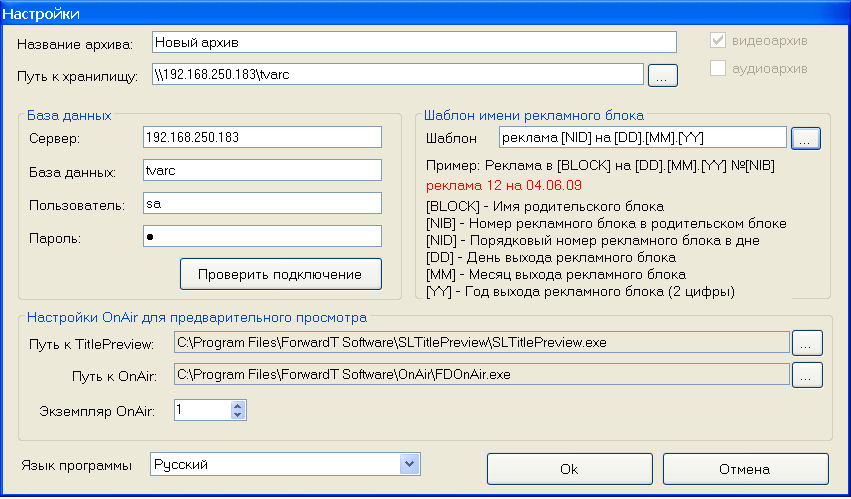 Настройки
Название архива: Новый архив
видеоархив
Путь к хранилищу: \\192.168.250.183\tvarc ...
аудиоархив
База данных
Сервер: 192.168.250.183
База данных: tvarc
Пользователь: sa
Пароль: ●
Проверить подключение
Шаблон имени рекламного блока
Шаблон реклама [NID] на [DD].[MM].[YY] ...
Пример: Реклама в [BLOCK] на [DD].[MM].[YY] №[NIB]
реклама 12 на 04.06.09
[BLOCK] - Имя родительского блока
[NIB] - Номер рекламного блока в родительском блоке
[NID] - Порядковый номер рекламного блока в дне
[DD] - День выхода рекламного блока
[MM] - Месяц выхода рекламного блока
[YY] - Год выхода рекламного блока (2 цифры)
Настройки OnAir для предварительного просмотра
Путь к TitlePreview: C:\Program Files\ForwardT Software\SLTitlePreview\SLTitlePreview.exe ...
Путь к OnAir: C:\Program Files\ForwardT Software\OnAir\FDOnAir.exe ...
Экземпляр OnAir: 1
Язык программы Русский
Ok
Отмена